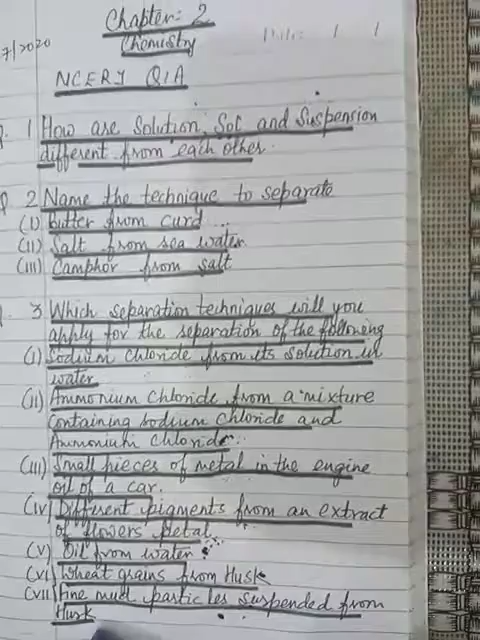 Chapter: 2
Chemistry
7/2020
NCERT Q/A
Q. 1 How are Solution, Sol and Suspension
different from each other.
Q 2 Name the technique to separate
(i) butter from curd
(ii) Salt from sea water
(iii) Camphor from salt
3 Which separation techniques will you
apply for the separation of the following
(i) Sodium chloride from its solution in
water
(ii) Ammonium chloride from a mixture
containing sodium chloride and
Ammonium chloride.
(iii) Small pieces of metal in the engine
oil of a car.
(iv) Different pigments from an extract
of flowers Petal
(v) Oil from water
(vi) Wheat grains from Husk
(vii) Fine mud particles suspended from
Husk